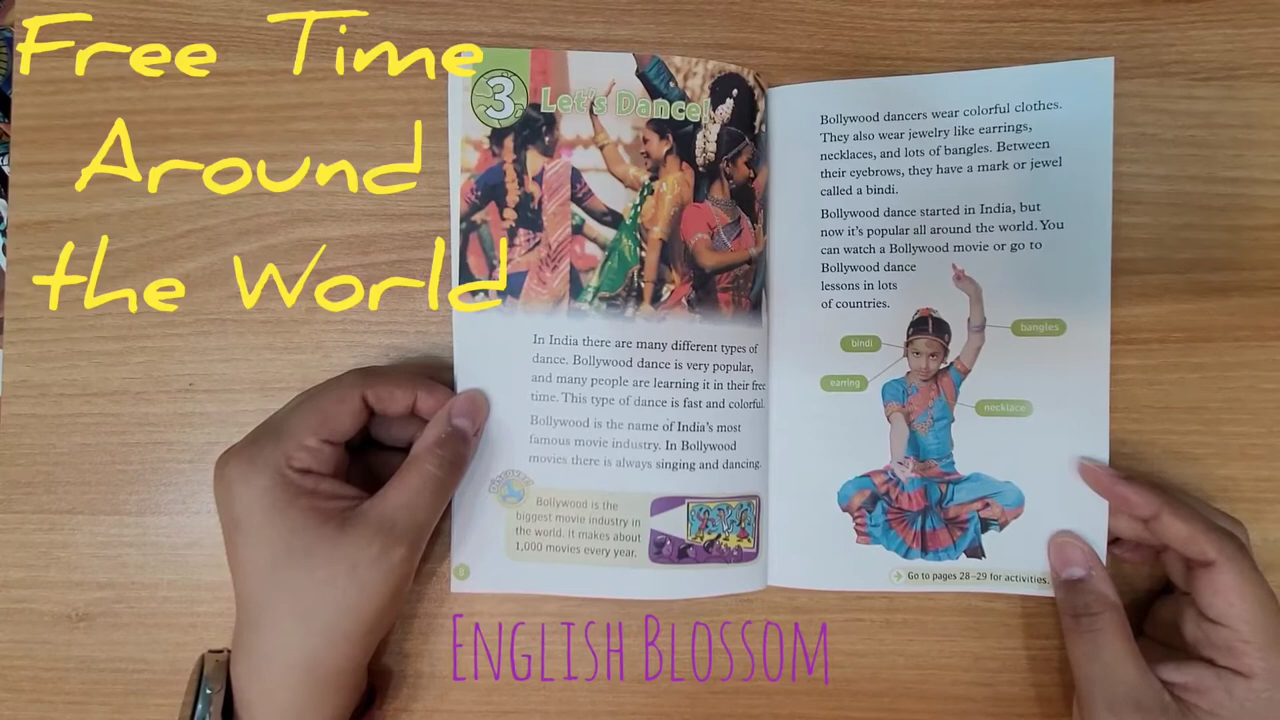 Free Time
Around
the World
3
Let's Dance!
In India there are many different types of
dance. Bollywood dance is very popular,
and many people are learning it in their free
time. This type of dance is fast and colorful.
Bollywood is the name of India's most
famous movie industry. In Bollywood
movies there is always singing and dancing.
Discover!
Bollywood is the
biggest movie industry in
the world. It makes about
1,000 movies every year.
8
Bollywood dancers wear colorful clothes.
They also wear jewelry like earrings,
necklaces, and lots of bangles. Between
their eyebrows, they have a mark or jewel
called a bindi.
Bollywood dance started in India, but
now it's popular all around the world. You
can watch a Bollywood movie or go to
Bollywood dance
lessons in lots
of countries.
bangles
bindi
earring
necklace
Go to pages 28–29 for activities.
English Blossom